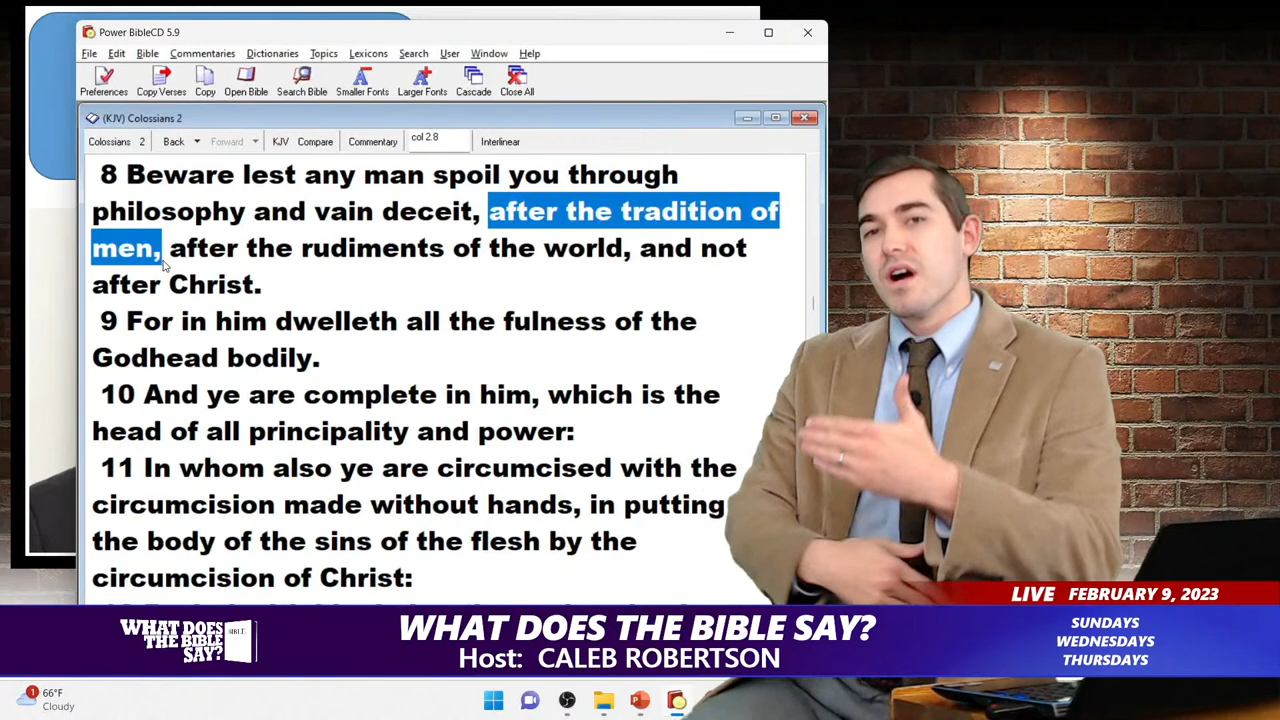 Power BibleCD 5.9
File Edit Bible Commentaries Dictionaries Topics Lexicons Search User Window Help
Preferences Copy Verses Copy Open Bible Search Bible Smaller Fonts Larger Fonts Cascade Close All
(KJV) Colossians 2
Colossians 2 Back Forward KJV Compare Commentary col 2.8 Interlinear
8 Beware lest any man spoil you through
philosophy and vain deceit, after the tradition of
men, after the rudiments of the world, and not
after Christ.
9 For in him dwelleth all the fulness of the
Godhead bodily.
10 And ye are complete in him, which is the
head of all principality and power:
11 In whom also ye are circumcised with the
circumcision made without hands, in putting
the body of the sins of the flesh by the
circumcision of Christ:
LIVE FEBRUARY 9, 2023
WHAT DOES
THE BIBLE
SAY?
BIBLE
WHAT DOES THE BIBLE SAY?
Host: CALEB ROBERTSON
SUNDAYS
WEDNESDAYS
THURSDAYS
1
66°F
Cloudy